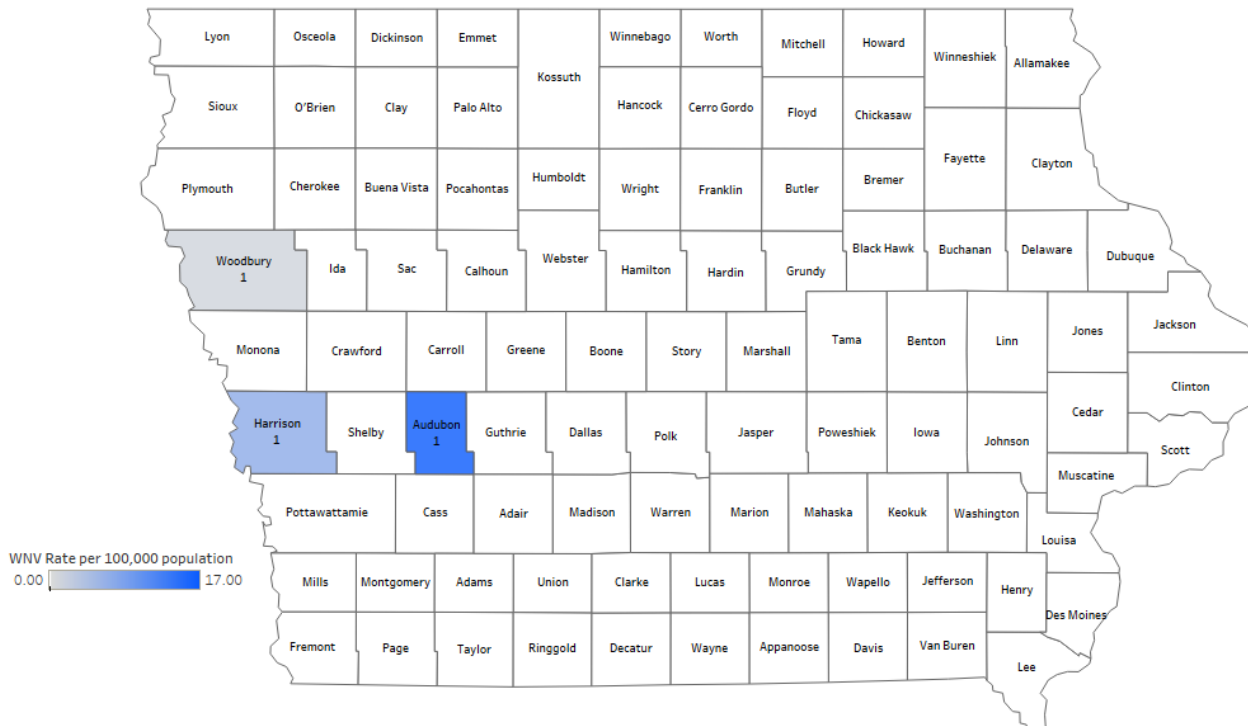 Lyon
Osceola
Dickinson
Emmet
Kossuth
Winnebago
Worth
Mitchell
Howard
Winneshiek
Allamakee
Sioux
O'Brien
Clay
Palo Alto
Hancock
Cerro Gordo
Floyd
Chickasaw
Fayette
Clayton
Plymouth
Cherokee
Buena Vista
Pocahontas
Humboldt
Wright
Franklin
Butler
Bremer
Woodbury
1
Ida
Sac
Calhoun
Webster
Hamilton
Hardin
Grundy
Black Hawk
Buchanan
Delaware
Dubuque
Monona
Crawford
Carroll
Greene
Boone
Story
Marshall
Tama
Benton
Linn
Jones
Jackson
Clinton
Harrison
1
Shelby
Audubon
1
Guthrie
Dallas
Polk
Jasper
Poweshiek
Iowa
Johnson
Cedar
Scott
Muscatine
Pottawattamie
Cass
Adair
Madison
Warren
Marion
Mahaska
Keokuk
Washington
Louisa
WNV Rate per 100,000 population
0.00 17.00
Mills
Montgomery
Adams
Union
Clarke
Lucas
Monroe
Wapello
Jefferson
Henry
Des Moines
Fremont
Page
Taylor
Ringgold
Decatur
Wayne
Appanoose
Davis
Van Buren
Lee